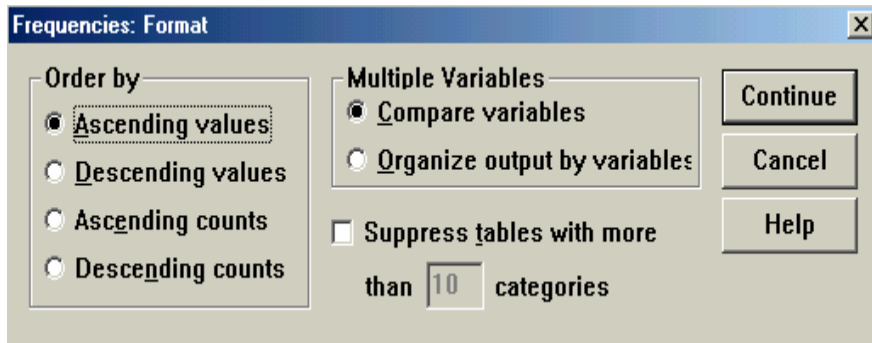 Frequencies: Format
Order by
Ascending values
Descending values
Ascending counts
Descending counts
Multiple Variables
Compare variables
Organize output by variables
Suppress tables with more
than 10 categories
Continue
Cancel
Help